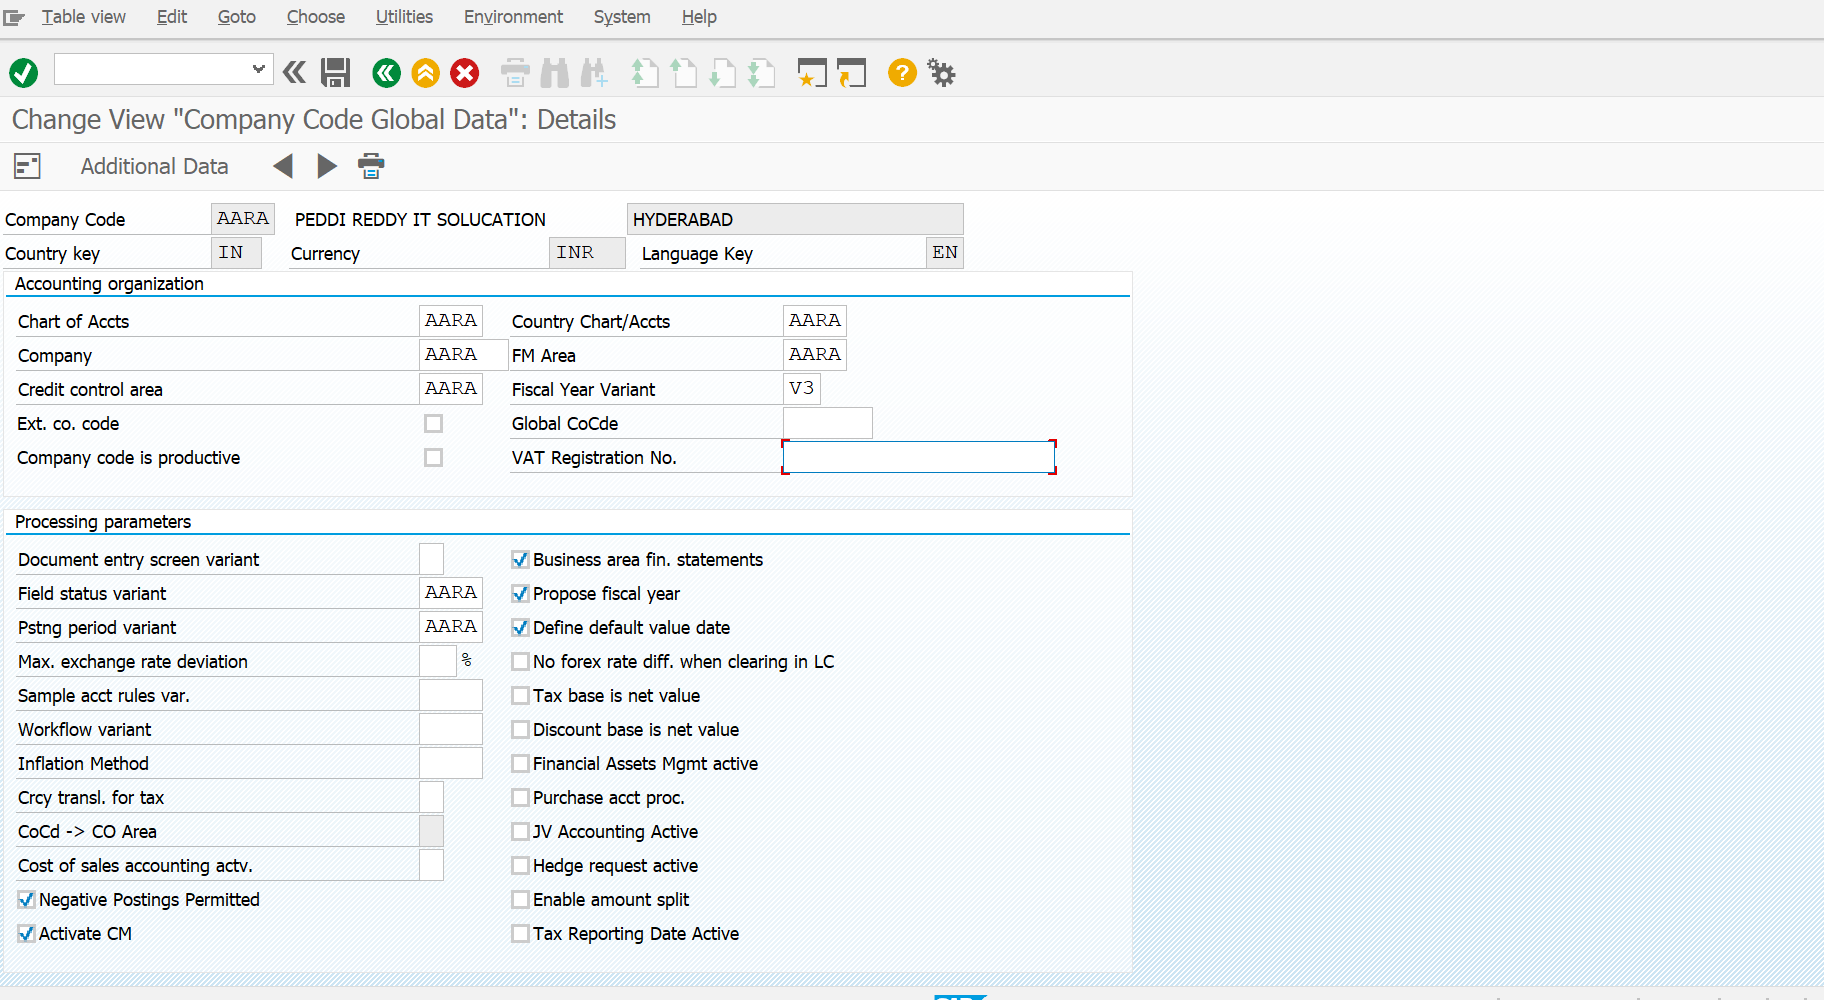 Table view Edit Goto Choose Utilities Environment System Help
Change View "Company Code Global Data": Details
Additional Data
Company Code AARA PEDDI REDDY IT SOLUCATION HYDERABAD
Country key IN Currency INR Language Key EN
Accounting organization
Chart of Accts AARA Country Chart/Accts AARA
Company AARA FM Area AARA
Credit control area AARA Fiscal Year Variant V3
Ext. co. code Global CoCde
Company code is productive VAT Registration No.
Processing parameters
Document entry screen variant Business area fin. statements
Field status variant AARA Propose fiscal year
Pstng period variant AARA Define default value date
Max. exchange rate deviation % No forex rate diff. when clearing in LC
Sample acct rules var. Tax base is net value
Workflow variant Discount base is net value
Inflation Method Financial Assets Mgmt active
Crcy transl. for tax Purchase acct proc.
CoCd -> CO Area JV Accounting Active
Cost of sales accounting actv. Hedge request active
Negative Postings Permitted Enable amount split
Activate CM Tax Reporting Date Active